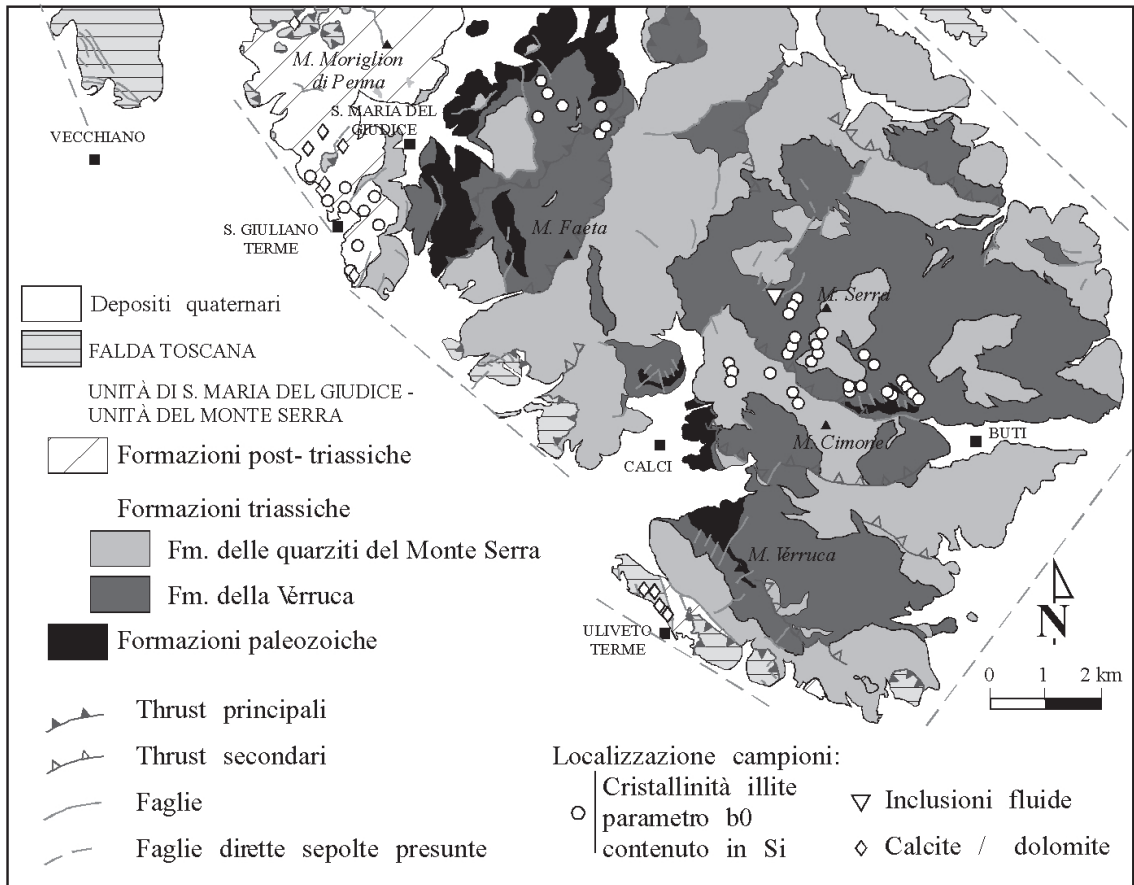 M. Moriglion
di Penna
S. MARIA DEL
GIUDICE
VECCHIANO
S. GIULIANO
TERME
M. Faeta
M. Serra
M. Cimone
BUTI
CALCI
M. Verruca
ULIVETO
TERME
N
0 1 2 km
Depositi quaternari
FALDA TOSCANA
UNITÀ DI S. MARIA DEL GIUDICE -
UNITÀ DEL MONTE SERRA
Formazioni post- triassiche
Formazioni triassiche
Fm. delle quarziti del Monte Serra
Fm. della Verruca
Formazioni paleozoiche
Thrust principali
Thrust secondari
Faglie
Faglie dirette sepolte presunte
Localizzazione campioni:
Cristallinità illite
parametro b0
contenuto in Si
Inclusioni fluide
Calcite / dolomite